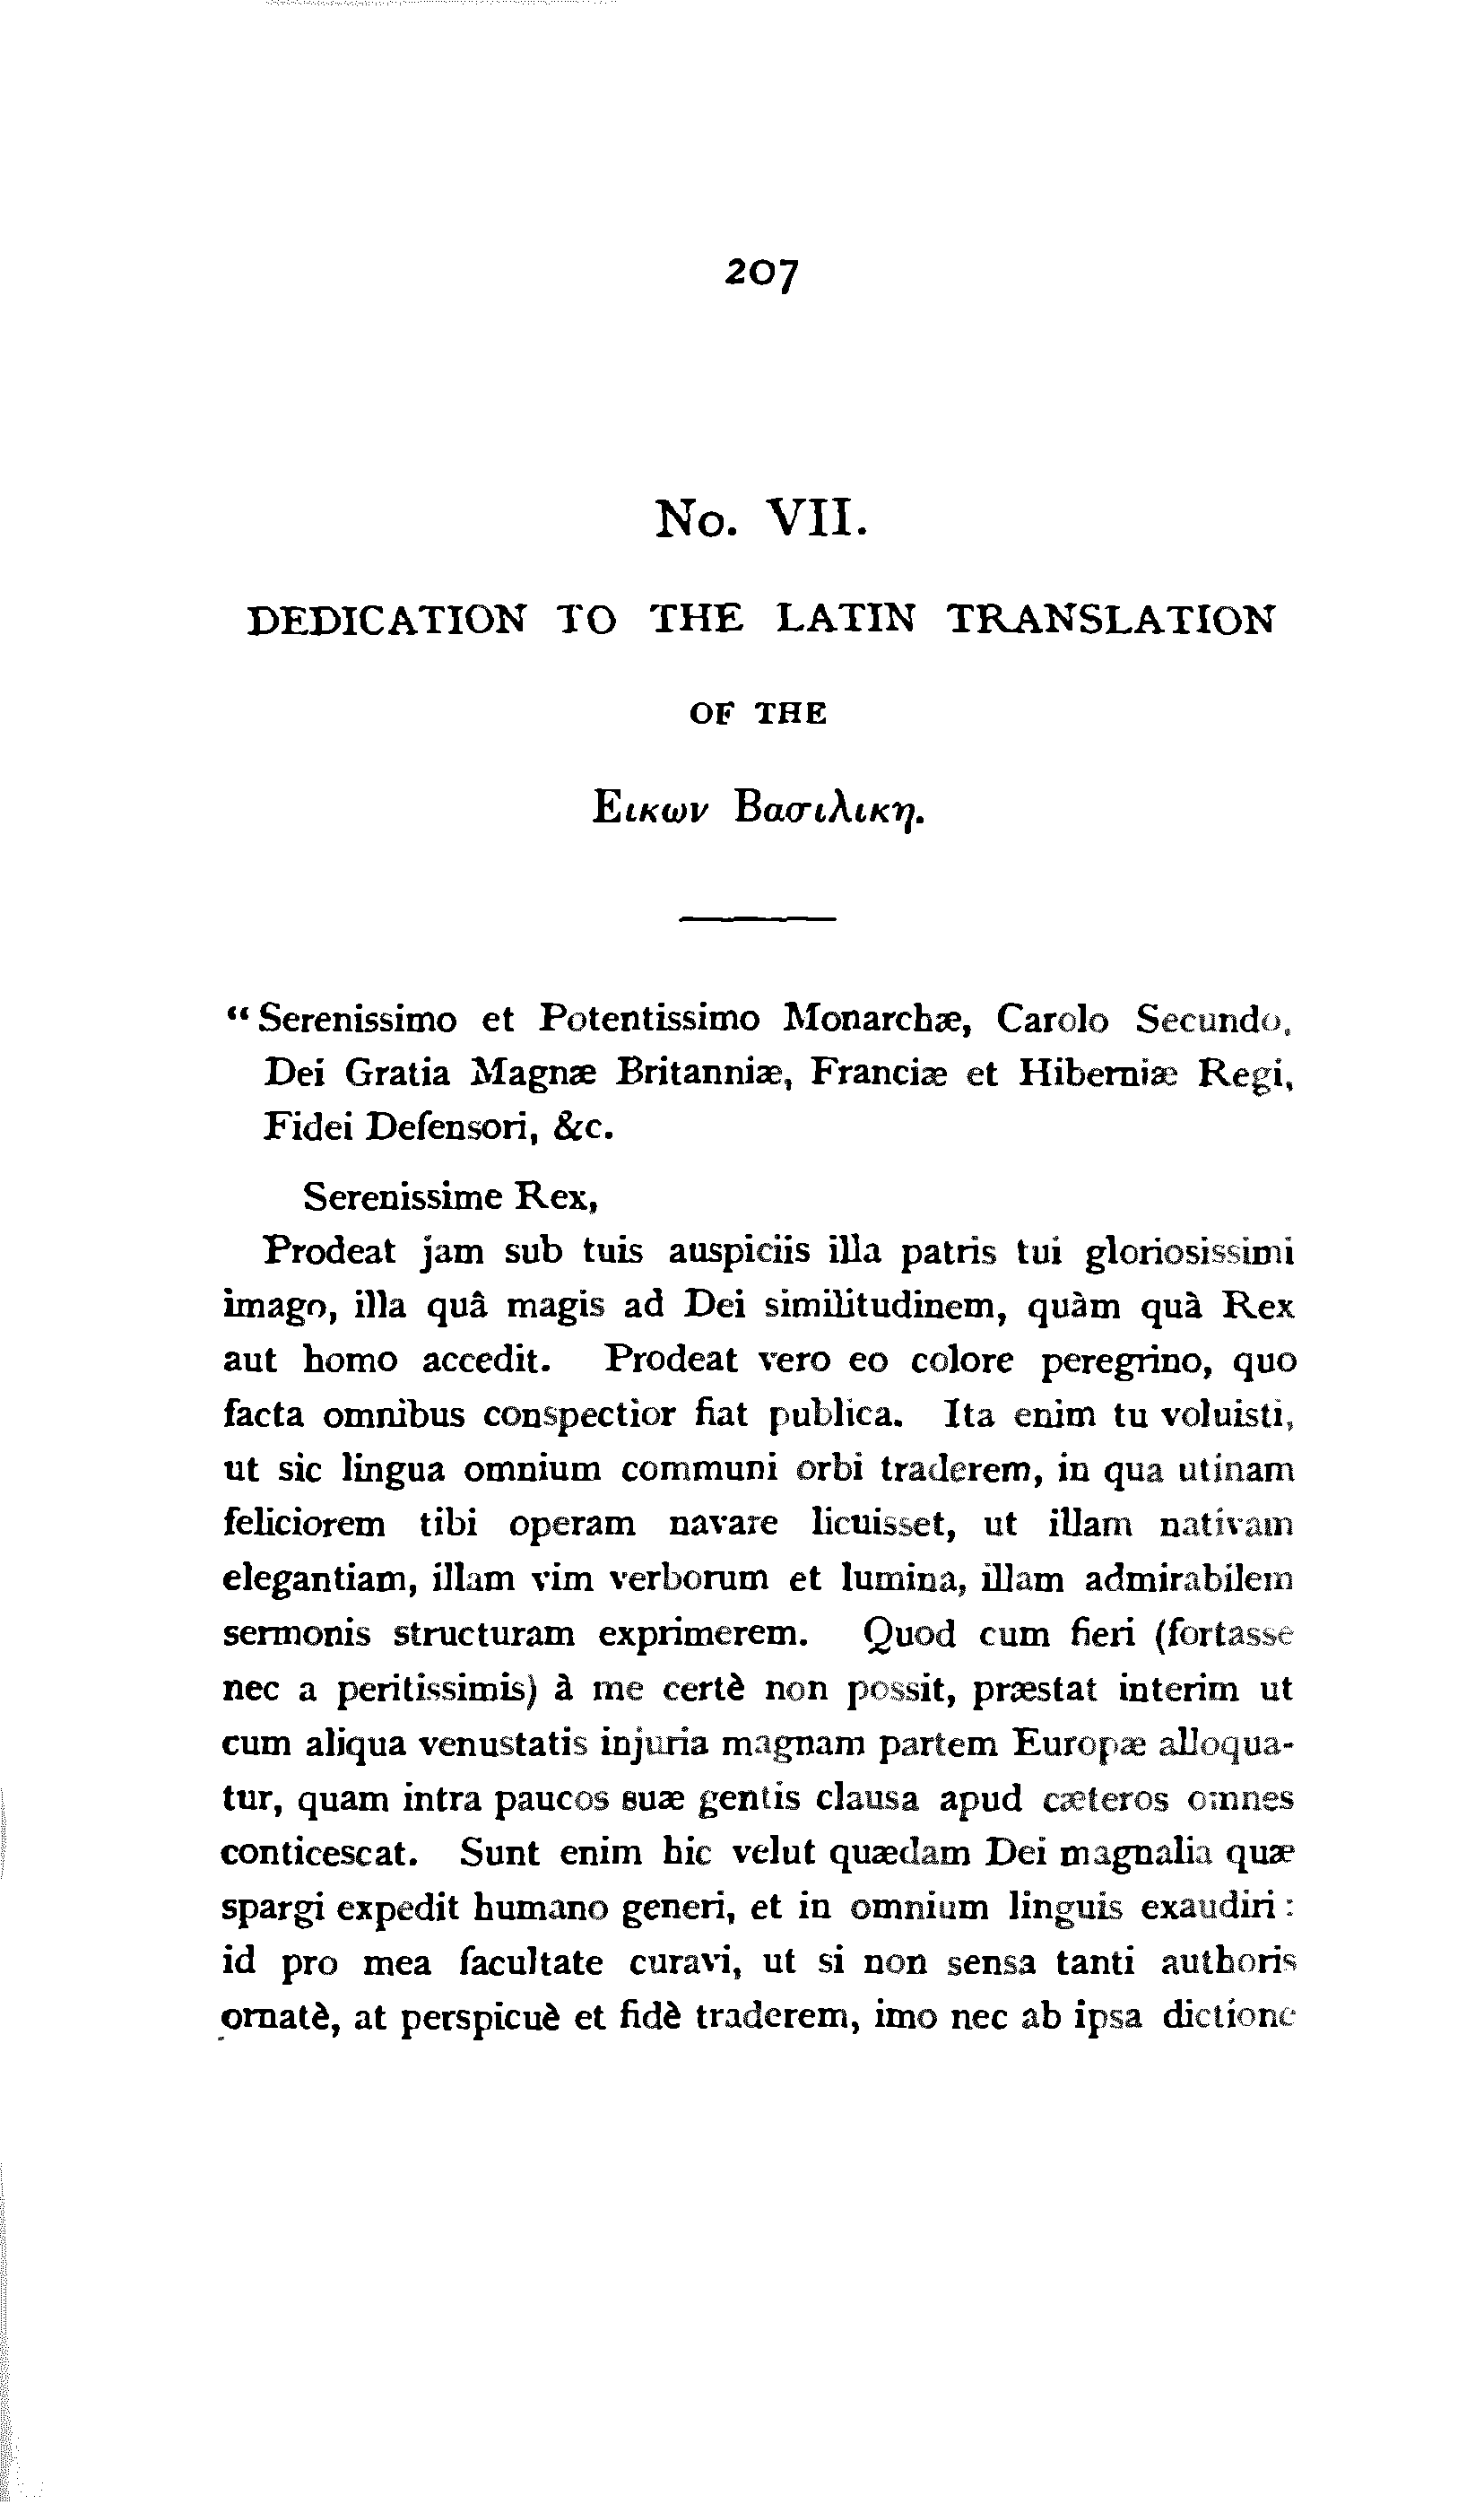 207
No. VII.
DEDICATION TO THE LATIN TRANSLATION
OF THE
Εικων Βασιλικη.
“Serenissimo et Potentissimo Monarchæ, Carolo Secundo,
Dei Gratia Magnæ Britanniæ, Franciæ et Hiberniæ Regi,
Fidei Defensori, &c.
Serenissime Rex,
Prodeat jam sub tuis auspiciis illa patris tui gloriosissimi
imago, illa quâ magis ad Dei similitudinem, quàm quà Rex
aut homo accedit. Prodeat vero eo colore peregrino, quo
facta omnibus conspectior fiat publica. Ita enim tu voluisti,
ut sic lingua omnium communi orbi traderem, in qua utinam
feliciorem tibi operam navare licuisset, ut illam nativam
elegantiam, illam vim verborum et lumina, illam admirabilem
sermonis structuram exprimerem. Quod cum fieri (fortasse
nec a peritissimis) à me certè non possit, præstat interim ut
cum aliqua venustatis injuria magnam partem Europæ alloqua-
tur, quam intra paucos suæ gentis clausa apud cæteros omnes
conticescat. Sunt enim hic velut quædam Dei magnalia quæ
spargi expedit humano generi, et in omnium linguis exaudiri:
id pro mea facultate curavi, ut si non sensa tanti authoris
ornatè, at perspicuè et fidè traderem, imo nec ab ipsa dictione